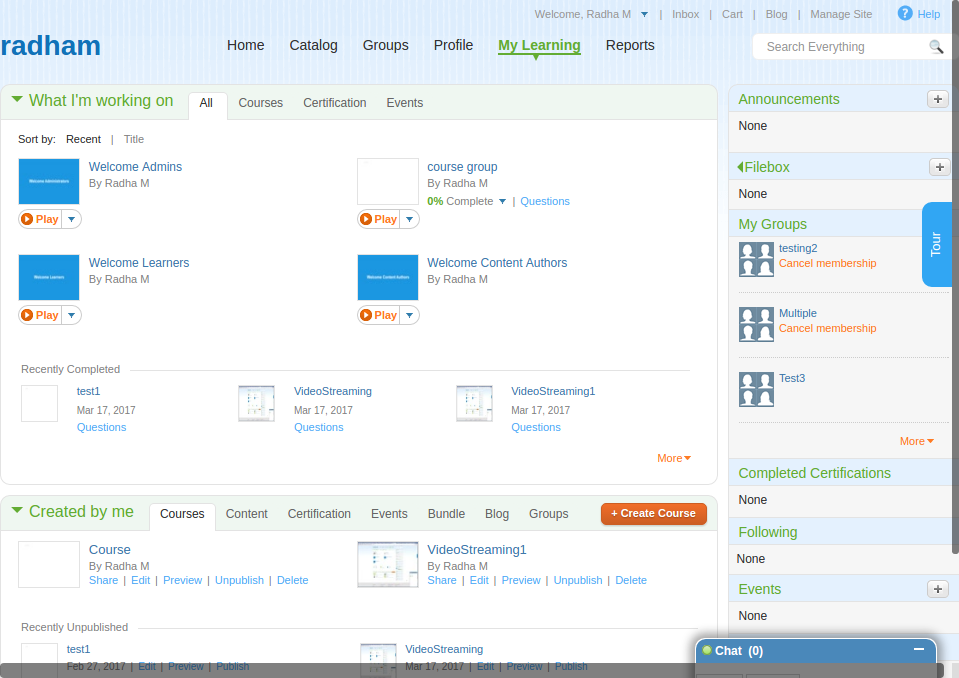 Welcome, Radha M | Inbox | Cart | Blog | Manage Site ? Help
radham
Home Catalog Groups Profile My Learning Reports
Search Everything
What I'm working on All Courses Certification Events
Sort by: Recent | Title
Welcome Administrators
Welcome Admins
By Radha M
Play
course group
By Radha M
0% Complete | Questions
Play
Welcome Learners
Welcome Learners
By Radha M
Play
Welcome Content Authors
Welcome Content Authors
By Radha M
Play
Recently Completed
test1
Mar 17, 2017
Questions
VideoStreaming
Mar 17, 2017
Questions
VideoStreaming1
Mar 17, 2017
Questions
More
Created by me Courses Content Certification Events Bundle Blog Groups + Create Course
Course
By Radha M
Share | Edit | Preview | Unpublish | Delete
VideoStreaming1
By Radha M
Share | Edit | Preview | Unpublish | Delete
Recently Unpublished
test1
Feb 27, 2017 | Edit | Preview | Publish
VideoStreaming
Mar 17, 2017 | Edit | Preview | Publish
Announcements +
None
Filebox +
None
My Groups
testing2
Cancel membership
Multiple
Cancel membership
Test3
More
Tour
Completed Certifications
None
Following
None
Events +
None
Chat (0)